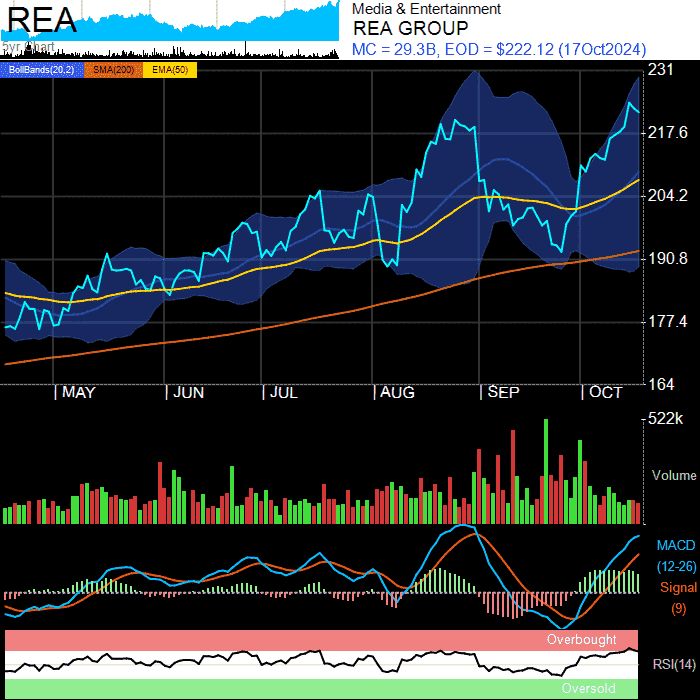 REA
5yr Chart
Media & Entertainment
REA GROUP
MC = 29.3B, EOD = $222.12 (17Oct2024)
BollBands(20,2) SMA(200) EMA(50)
231
217.6
204.2
190.8
177.4
164
| MAY | JUN | JUL | AUG | SEP | OCT
522k
Volume
MACD
(12-26)
Signal
(9)
Overbought
RSI(14)
Oversold